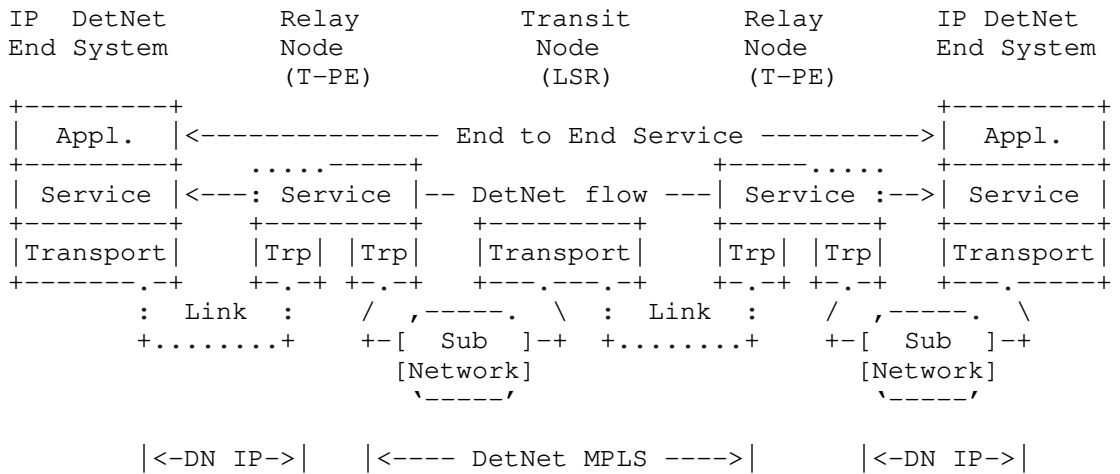 IP  DetNet       Relay            Transit         Relay        IP DetNet
End System       Node              Node           Node         End System
                (T-PE)            (LSR)          (T-PE)
+---------+                                                    +---------+
|  Appl.  |<--------------- End to End Service ---------->|  Appl.  |
+---------+     .....-----+                   +-----.....  +---------+
| Service |<---: Service |-- DetNet flow ---| Service :-->| Service |
+---------+    +---------+    +----------+    +---------+  +---------+
|Transport|    |Trp| |Trp|    |Transport|    |Trp| |Trp|   |Transport|
+-------.-+    +-.-+ +-.-+    +---.---.-+    +-.-+ +-.-+   +---.-----+
        :  Link  :    /  ,-----.  \  :  Link  :    /  ,-----.  \
        +........+    +-[  Sub  ]-+  +........+    +-[  Sub  ]-+
                        [Network]                    [Network]
                         `-----'                      `-----'
        |<-DN IP->|  |<---- DetNet MPLS ---->|    |<-DN IP->|